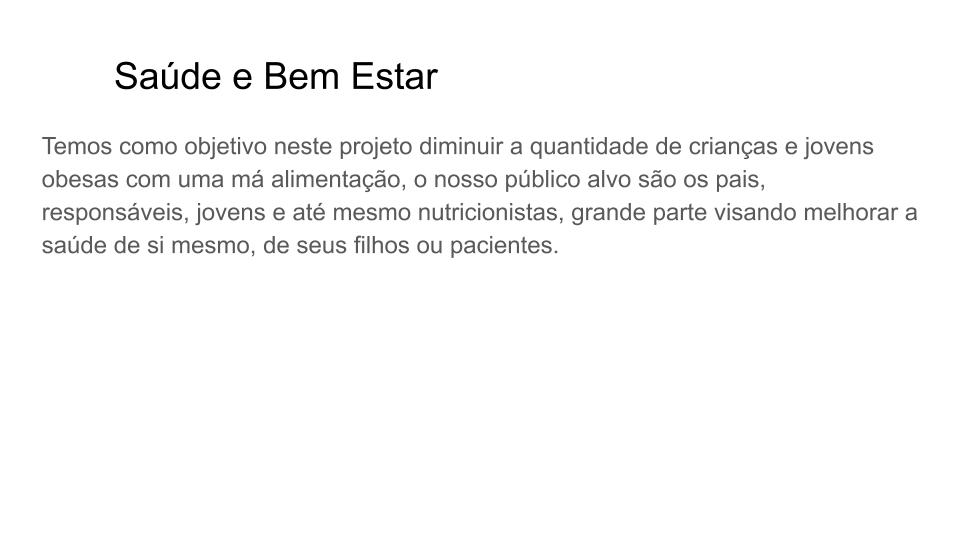 Saúde e Bem Estar
Temos como objetivo neste projeto diminuir a quantidade de crianças e jovens
obesas com uma má alimentação, o nosso público alvo são os pais,
responsáveis, jovens e até mesmo nutricionistas, grande parte visando melhorar a
saúde de si mesmo, de seus filhos ou pacientes.